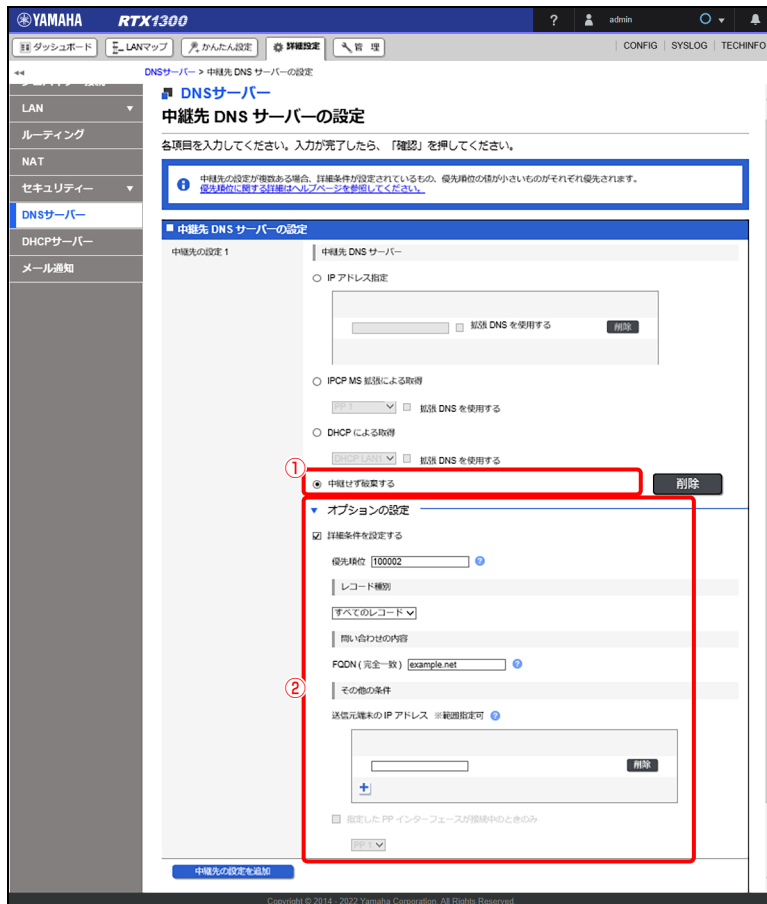 YAMAHA RTX1300 ? admin
ダッシュボード LANマップ かんたん設定 詳細設定 管 理 CONFIG SYSLOG TECHINFO
DNSサーバー > 中継先 DNS サーバーの設定
LAN
ルーティング
NAT
セキュリティー
DNSサーバー
DHCPサーバー
メール通知
DNSサーバー
中継先 DNS サーバーの設定
各項目を入力してください。入力が完了したら、「確認」を押してください。
中継先の設定が複数ある場合、詳細条件が設定されているもの、優先順位の値が小さいものがそれぞれ優先されます。
優先順位に関する詳細はヘルプページを参照してください。
中継先 DNS サーバーの設定
中継先の設定 1
中継先 DNS サーバー
IP アドレス指定
拡張 DNS を使用する 削除
IPCP MS 拡張による取得
PP 1 拡張 DNS を使用する
DHCP による取得
DHCP LAN1 拡張 DNS を使用する
①
中継せず破棄する 削除
②
オプションの設定
詳細条件を設定する
優先順位 100002 ?
レコード種別
すべてのレコード
問い合わせの内容
FQDN ( 完全一致 ) example.net ?
その他の条件
送信元端末の IP アドレス ※範囲指定可 ?
削除
+
指定した PP インターフェースが接続中のときのみ
PP 1
中継先の設定を追加
Copyright © 2014 - 2022 Yamaha Corporation. All Rights Reserved.